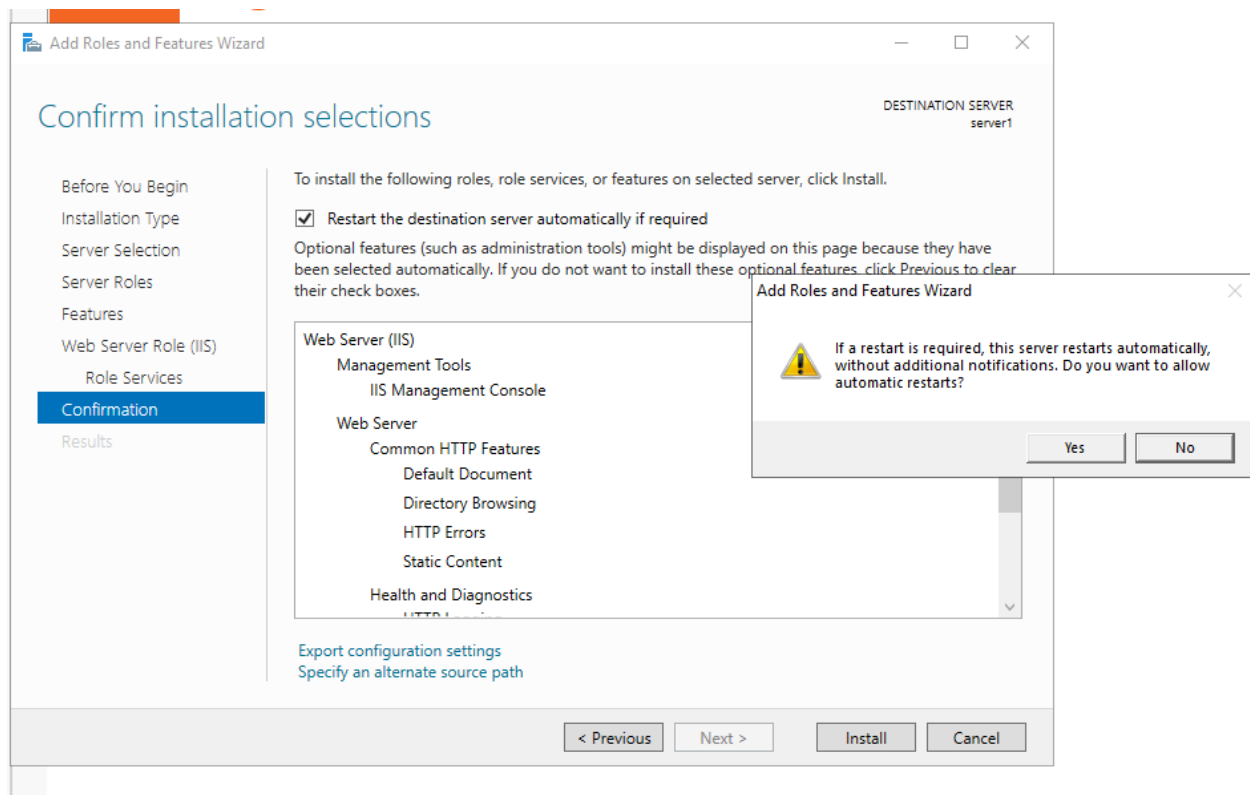 Add Roles and Features Wizard
Confirm installation selections
DESTINATION SERVER
server1
Before You Begin
Installation Type
Server Selection
Server Roles
Features
Web Server Role (IIS)
Role Services
Confirmation
Results
To install the following roles, role services, or features on selected server, click Install.
Restart the destination server automatically if required
Optional features (such as administration tools) might be displayed on this page because they have
been selected automatically. If you do not want to install these optional features, click Previous to clear
their check boxes.
Web Server (IIS)
Management Tools
IIS Management Console
Web Server
Common HTTP Features
Default Document
Directory Browsing
HTTP Errors
Static Content
Health and Diagnostics
Export configuration settings
Specify an alternate source path
< Previous
Next >
Install
Cancel
Add Roles and Features Wizard
If a restart is required, this server restarts automatically,
without additional notifications. Do you want to allow
automatic restarts?
Yes
No